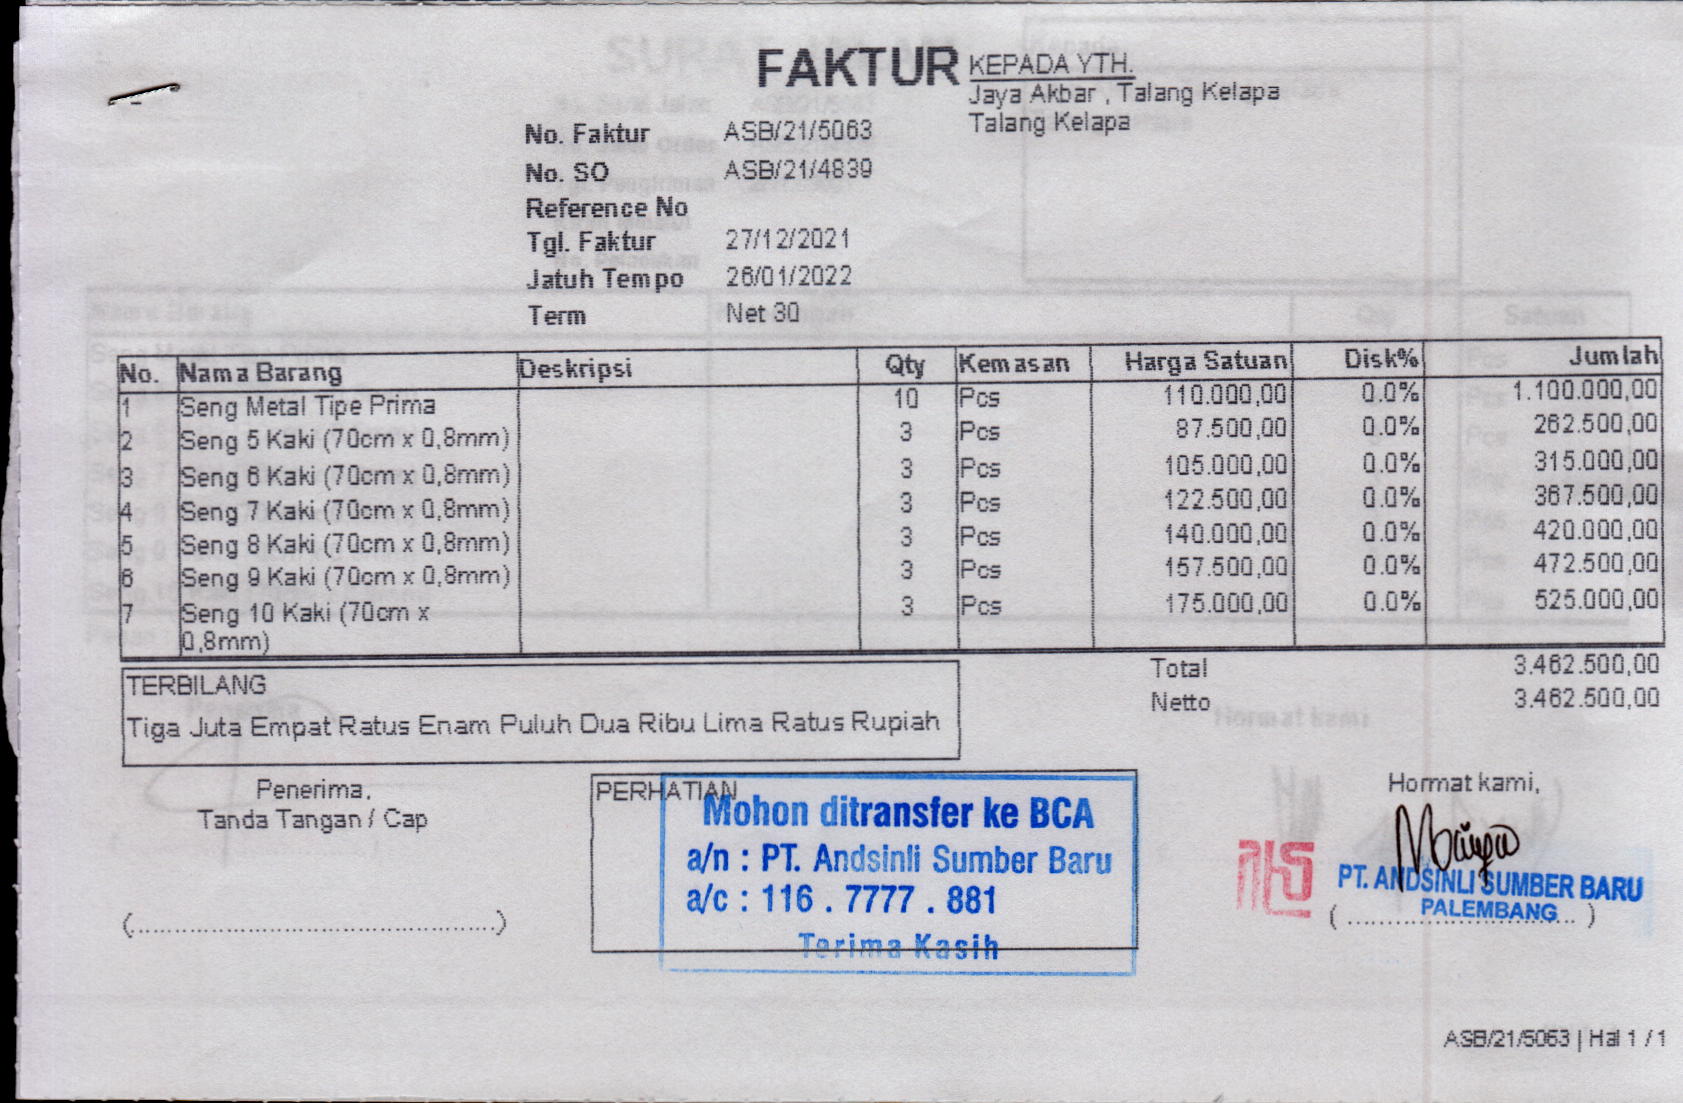 FAKTUR
KEPADA YTH.
Jaya Akbar , Talang Kelapa
Talang Kelapa
No. Faktur ASB/21/5063
No. SO ASB/21/4839
Reference No
Tgl. Faktur 27/12/2021
Jatuh Tempo 26/01/2022
Term Net 30
No. Nama Barang Deskripsi Qty Kemasan Harga Satuan Disk% Jumlah
1 Seng Metal Tipe Prima 10 Pcs 110.000,00 0.0% 1.100.000,00
2 Seng 5 Kaki (70cm x 0,8mm) 3 Pcs 87.500,00 0.0% 262.500,00
3 Seng 6 Kaki (70cm x 0,8mm) 3 Pcs 105.000,00 0.0% 315.000,00
4 Seng 7 Kaki (70cm x 0,8mm) 3 Pcs 122.500,00 0.0% 367.500,00
5 Seng 8 Kaki (70cm x 0,8mm) 3 Pcs 140.000,00 0.0% 420.000,00
6 Seng 9 Kaki (70cm x 0,8mm) 3 Pcs 157.500,00 0.0% 472.500,00
7 Seng 10 Kaki (70cm x 3 Pcs 175.000,00 0.0% 525.000,00
0,8mm)
Total 3.462.500,00
Netto 3.462.500,00
TERBILANG
Tiga Juta Empat Ratus Enam Puluh Dua Ribu Lima Ratus Rupiah
Penerima,
Tanda Tangan / Cap
(..............................................)
PERHATIAN
Mohon ditransfer ke BCA
a/n : PT. Andsinli Sumber Baru
a/c : 116 . 7777 . 881
Terima Kasih
Hormat kami,
PT. ANDSINLI SUMBER BARU
PALEMBANG
( ............................. )
ASB/21/5063 | Hal 1 / 1